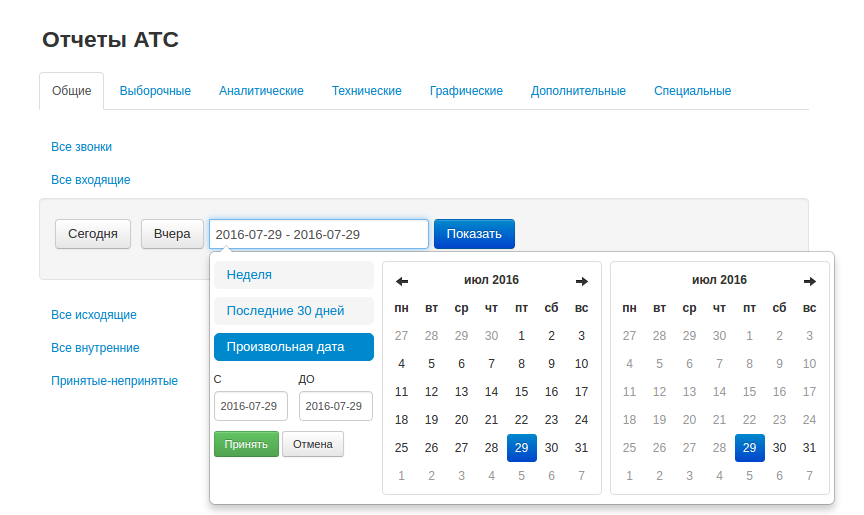 Отчеты АТС
Общие Выборочные Аналитические Технические Графические Дополнительные Специальные
Все звонки
Все входящие
Сегодня Вчера 2016-07-29 - 2016-07-29 Показать
Неделя
Последние 30 дней
Произвольная дата
С ДО
2016-07-29 2016-07-29
Принять Отмена
июл 2016
пн вт ср чт пт сб вс
27 28 29 30 1 2 3
4 5 6 7 8 9 10
11 12 13 14 15 16 17
18 19 20 21 22 23 24
25 26 27 28 29 30 31
1 2 3 4 5 6 7
июл 2016
пн вт ср чт пт сб вс
27 28 29 30 1 2 3
4 5 6 7 8 9 10
11 12 13 14 15 16 17
18 19 20 21 22 23 24
25 26 27 28 29 30 31
1 2 3 4 5 6 7
Все исходящие
Все внутренние
Принятые-непринятые